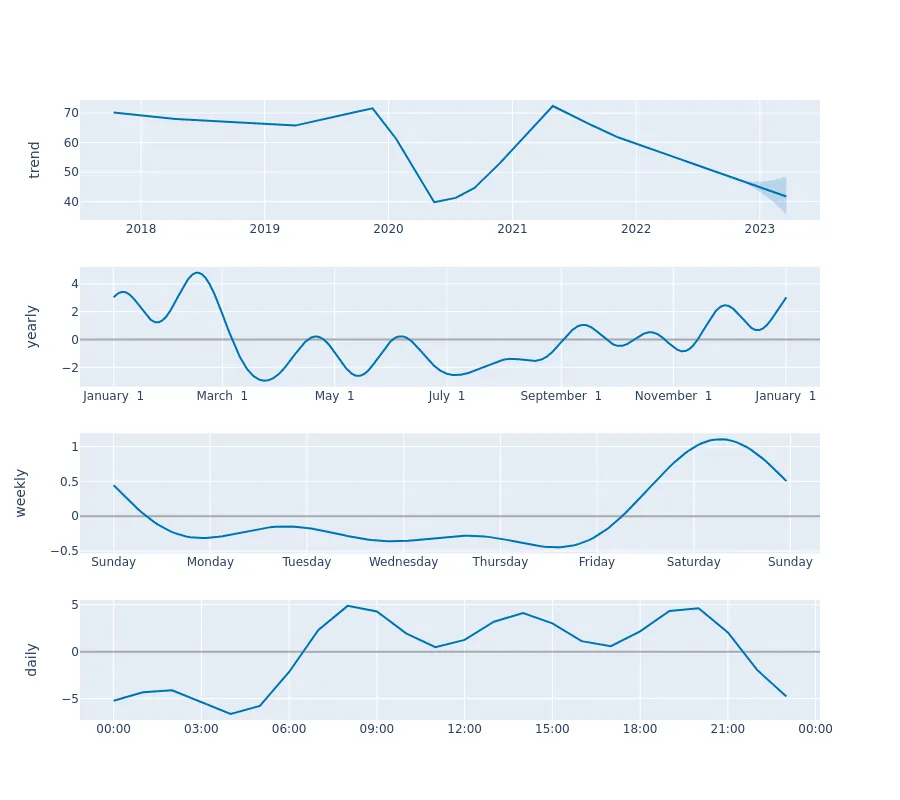 trend
70
60
50
40
2018 2019 2020 2021 2022 2023
yearly
4
2
0
−2
January 1 March 1 May 1 July 1 September 1 November 1 January 1
weekly
1
0.5
0
−0.5
Sunday Monday Tuesday Wednesday Thursday Friday Saturday Sunday
daily
5
0
−5
00:00 03:00 06:00 09:00 12:00 15:00 18:00 21:00 00:00